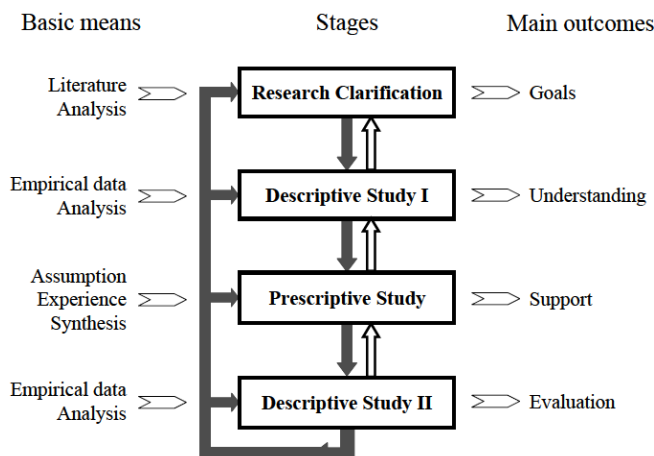 Basic means
Stages
Main outcomes
Literature
Analysis
Research Clarification
Goals
Empirical data
Analysis
Descriptive Study I
Understanding
Assumption
Experience
Synthesis
Prescriptive Study
Support
Empirical data
Analysis
Descriptive Study II
Evaluation